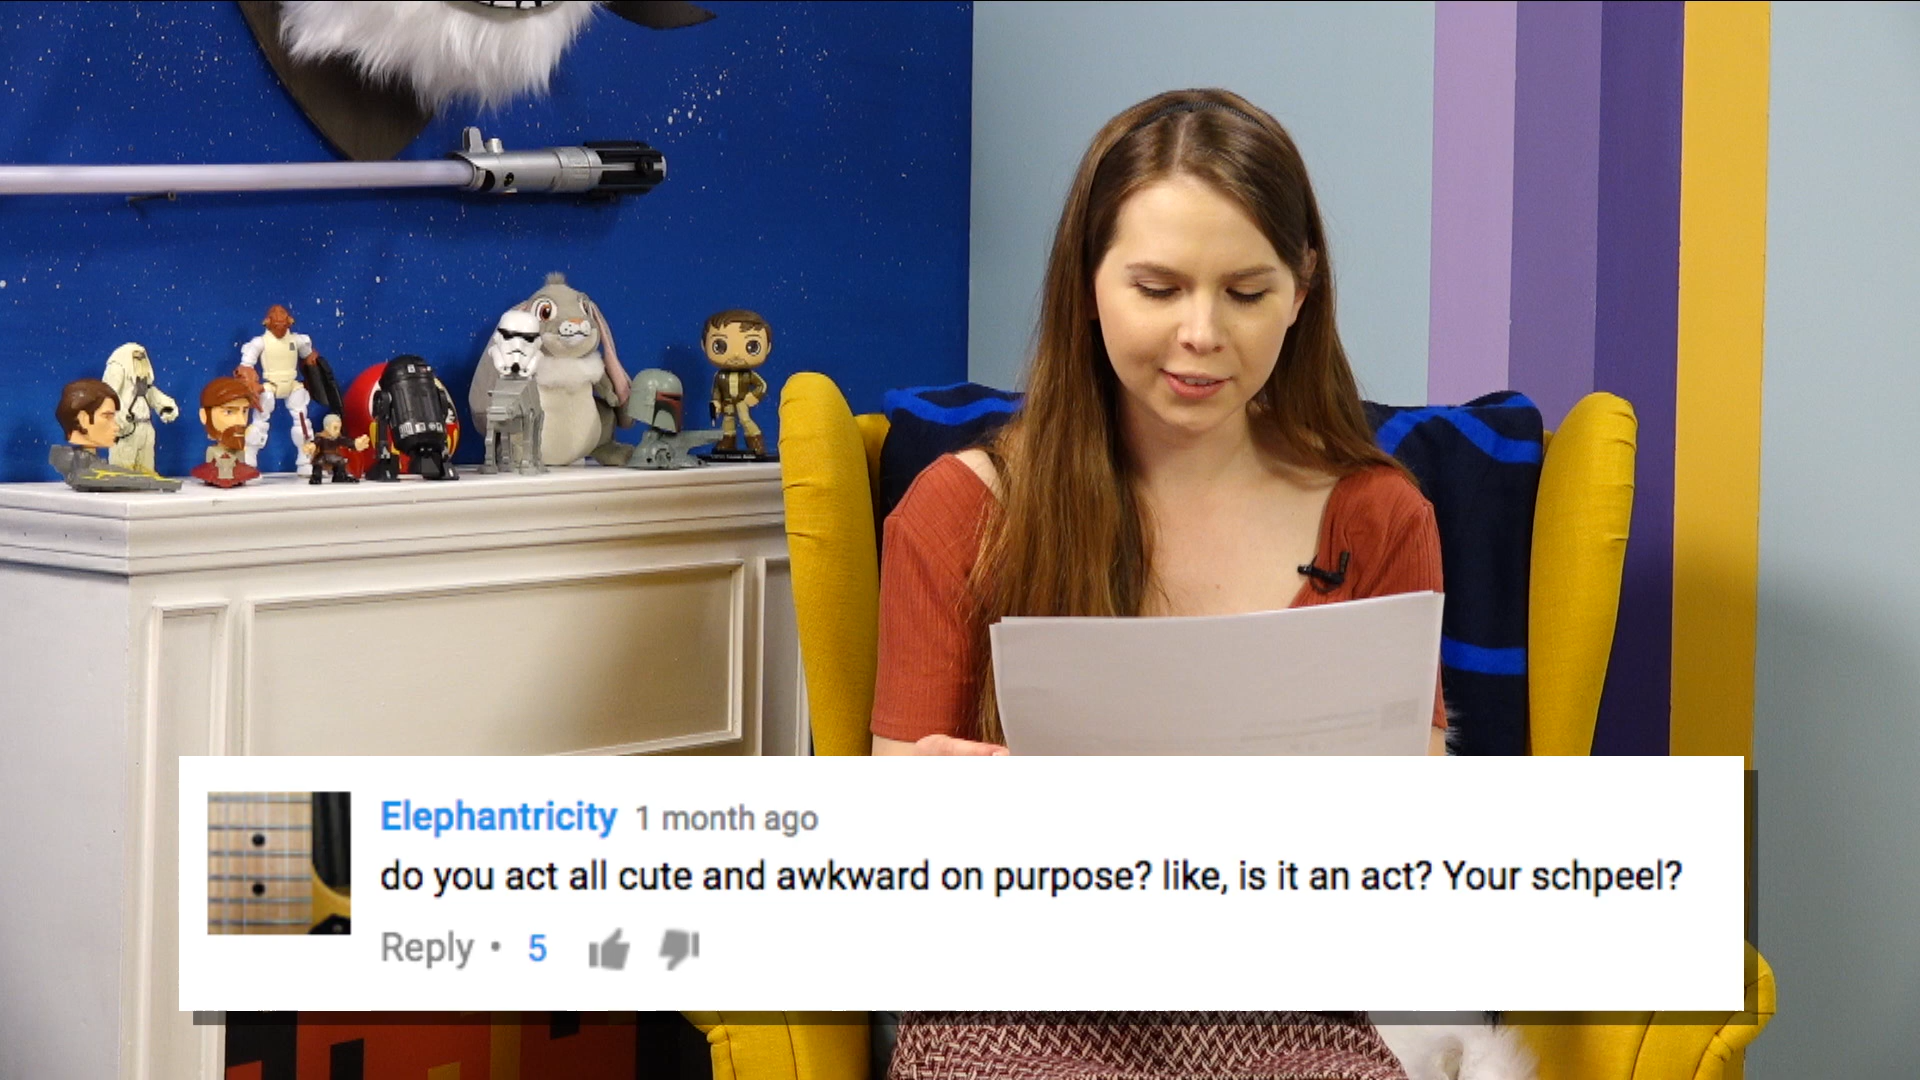 Elephantricity 1 month ago
do you act all cute and awkward on purpose? like, is it an act? Your schpeel?
Reply • 5